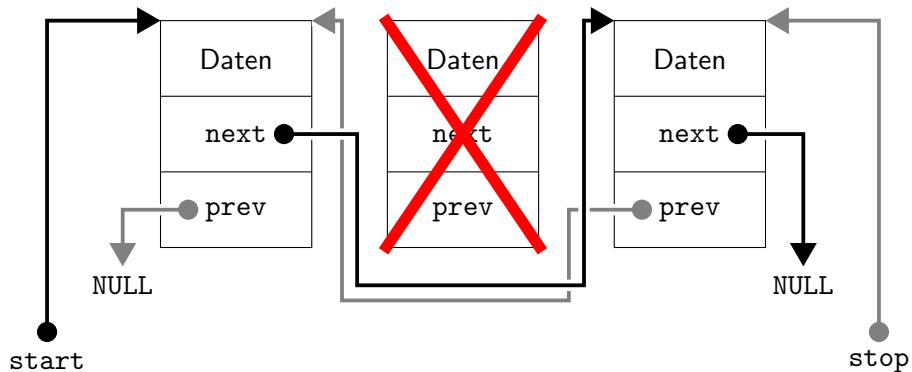 Daten
next
prev
Daten
next
prev
Daten
next
prev
NULL
NULL
start
stop